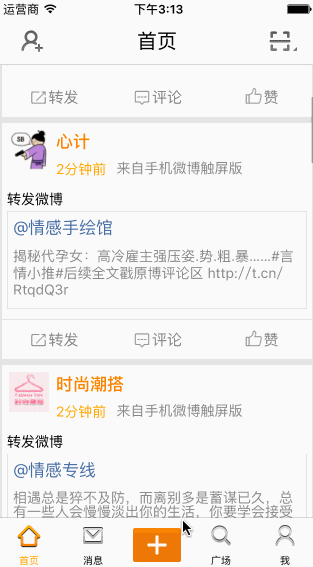 运营商 下午3:13
首页
转发 评论 赞
SB
心计
2分钟前 来自手机微博触屏版
转发微博
@情感手绘馆
揭秘代孕女：高冷雇主强压姿.势.粗.暴……#言
情小推#后续全文戳原博评论区 http://t.cn/
RtqdQ3r
转发 评论 赞
时尚潮搭
2分钟前 来自手机微博触屏版
转发微博
@情感专线
相遇总是猝不及防，而离别多是蓄谋已久，总
有一些人会慢慢淡出你的生活，你要学会接受
首页 消息 广场 我